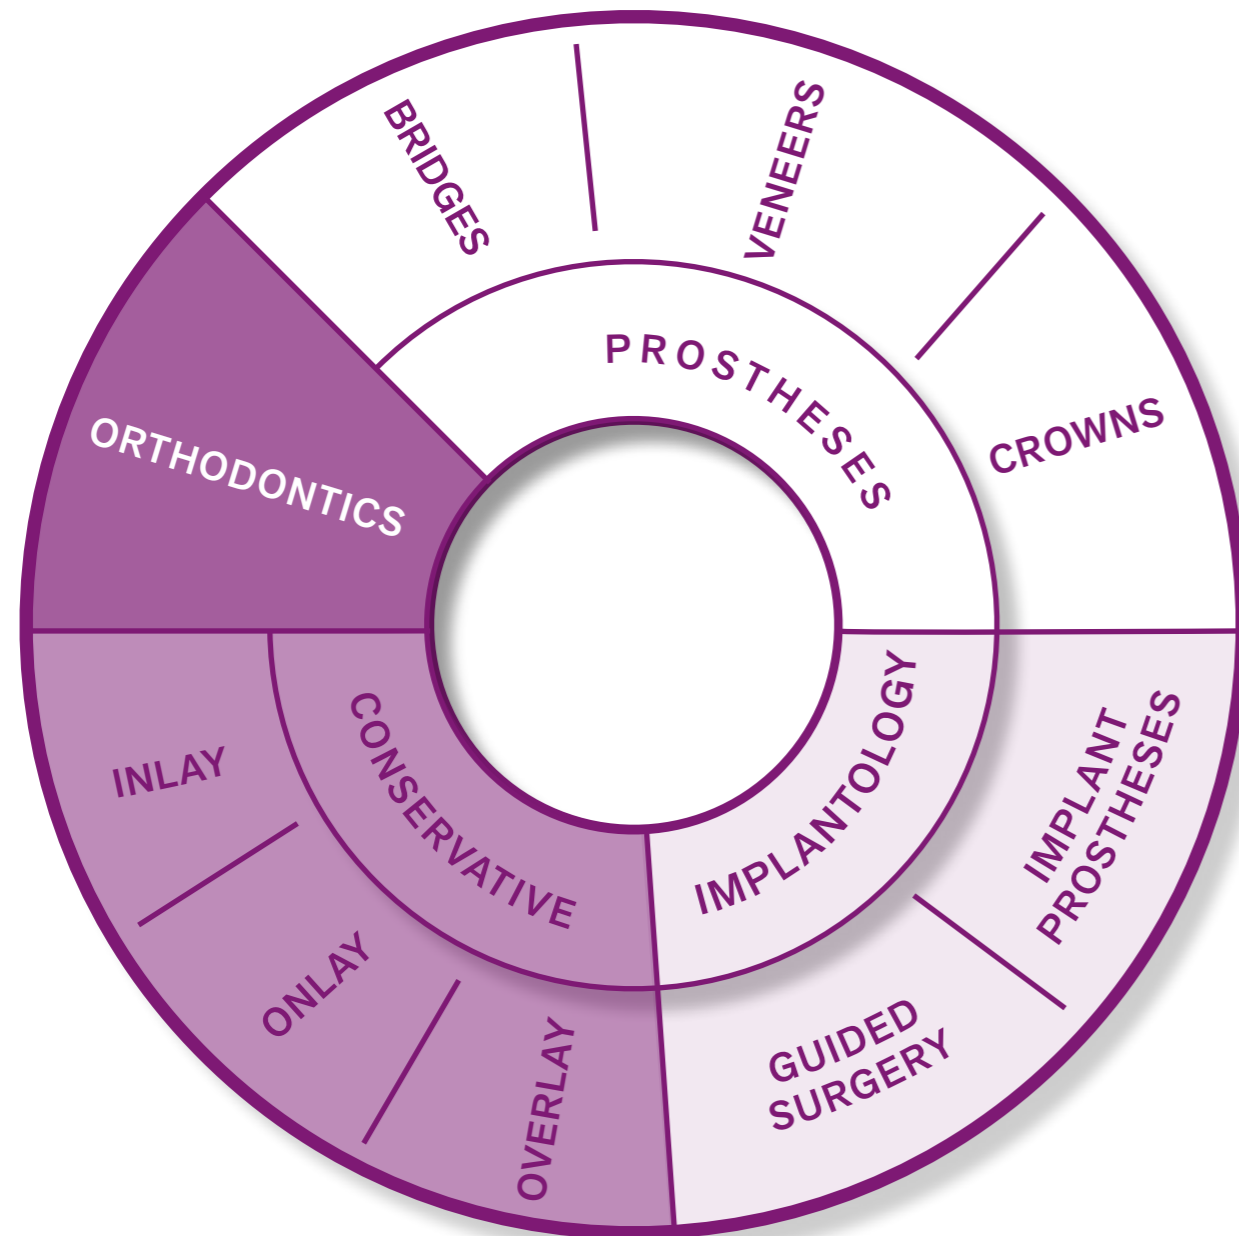 BRIDGES
VENEERS
CROWNS
PROSTHESES
ORTHODONTICS
CONSERVATIVE
INLAY
ONLAY
OVERLAY
IMPLANTOLOGY
IMPLANT
PROSTHESES
GUIDED
SURGERY